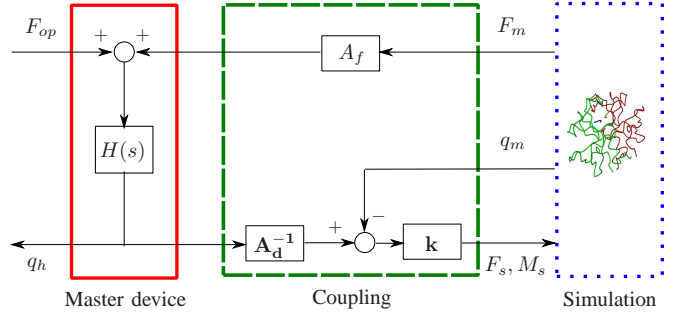 F_op + + A_f F_m
H(s)
q_m
A_d^{-1} + − k
q_h F_s, M_s
Master device Coupling Simulation